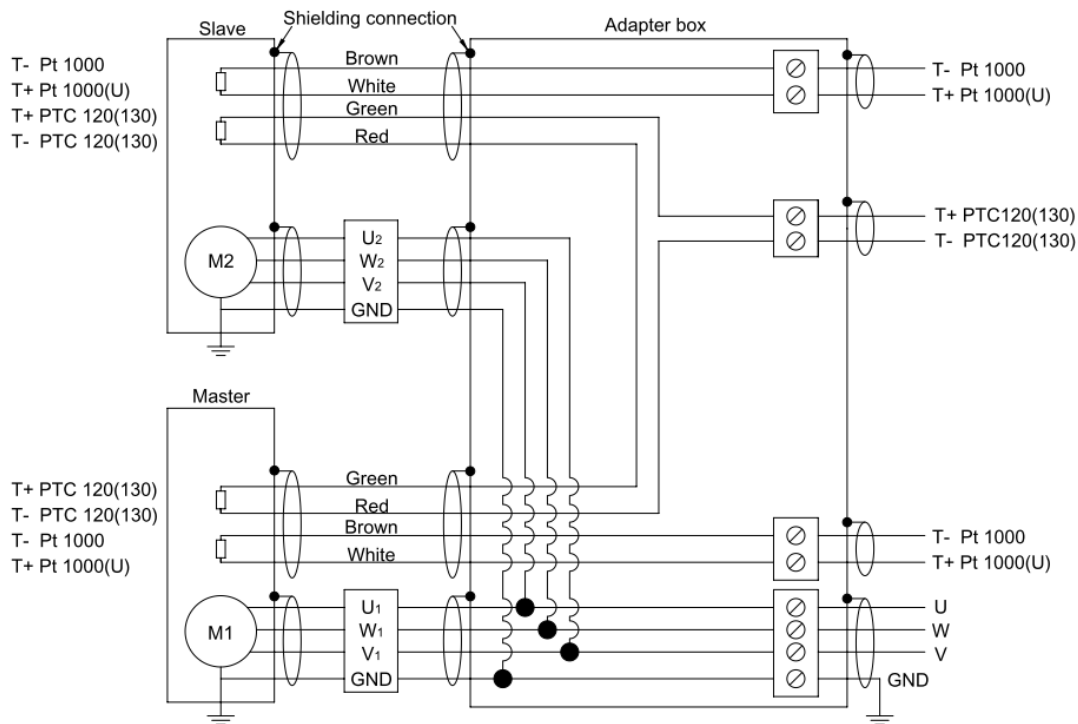 Shielding connection
Slave
Adapter box
T- Pt 1000
T+ Pt 1000(U)
T+ PTC 120(130)
T- PTC 120(130)
Brown
White
Green
Red
T- Pt 1000
T+ Pt 1000(U)
T+ PTC120(130)
T- PTC120(130)
M2
U2
W2
V2
GND
Master
T+ PTC 120(130)
T- PTC 120(130)
T- Pt 1000
T+ Pt 1000(U)
Green
Red
Brown
White
T- Pt 1000
T+ Pt 1000(U)
M1
U1
W1
V1
GND
U
W
V
GND